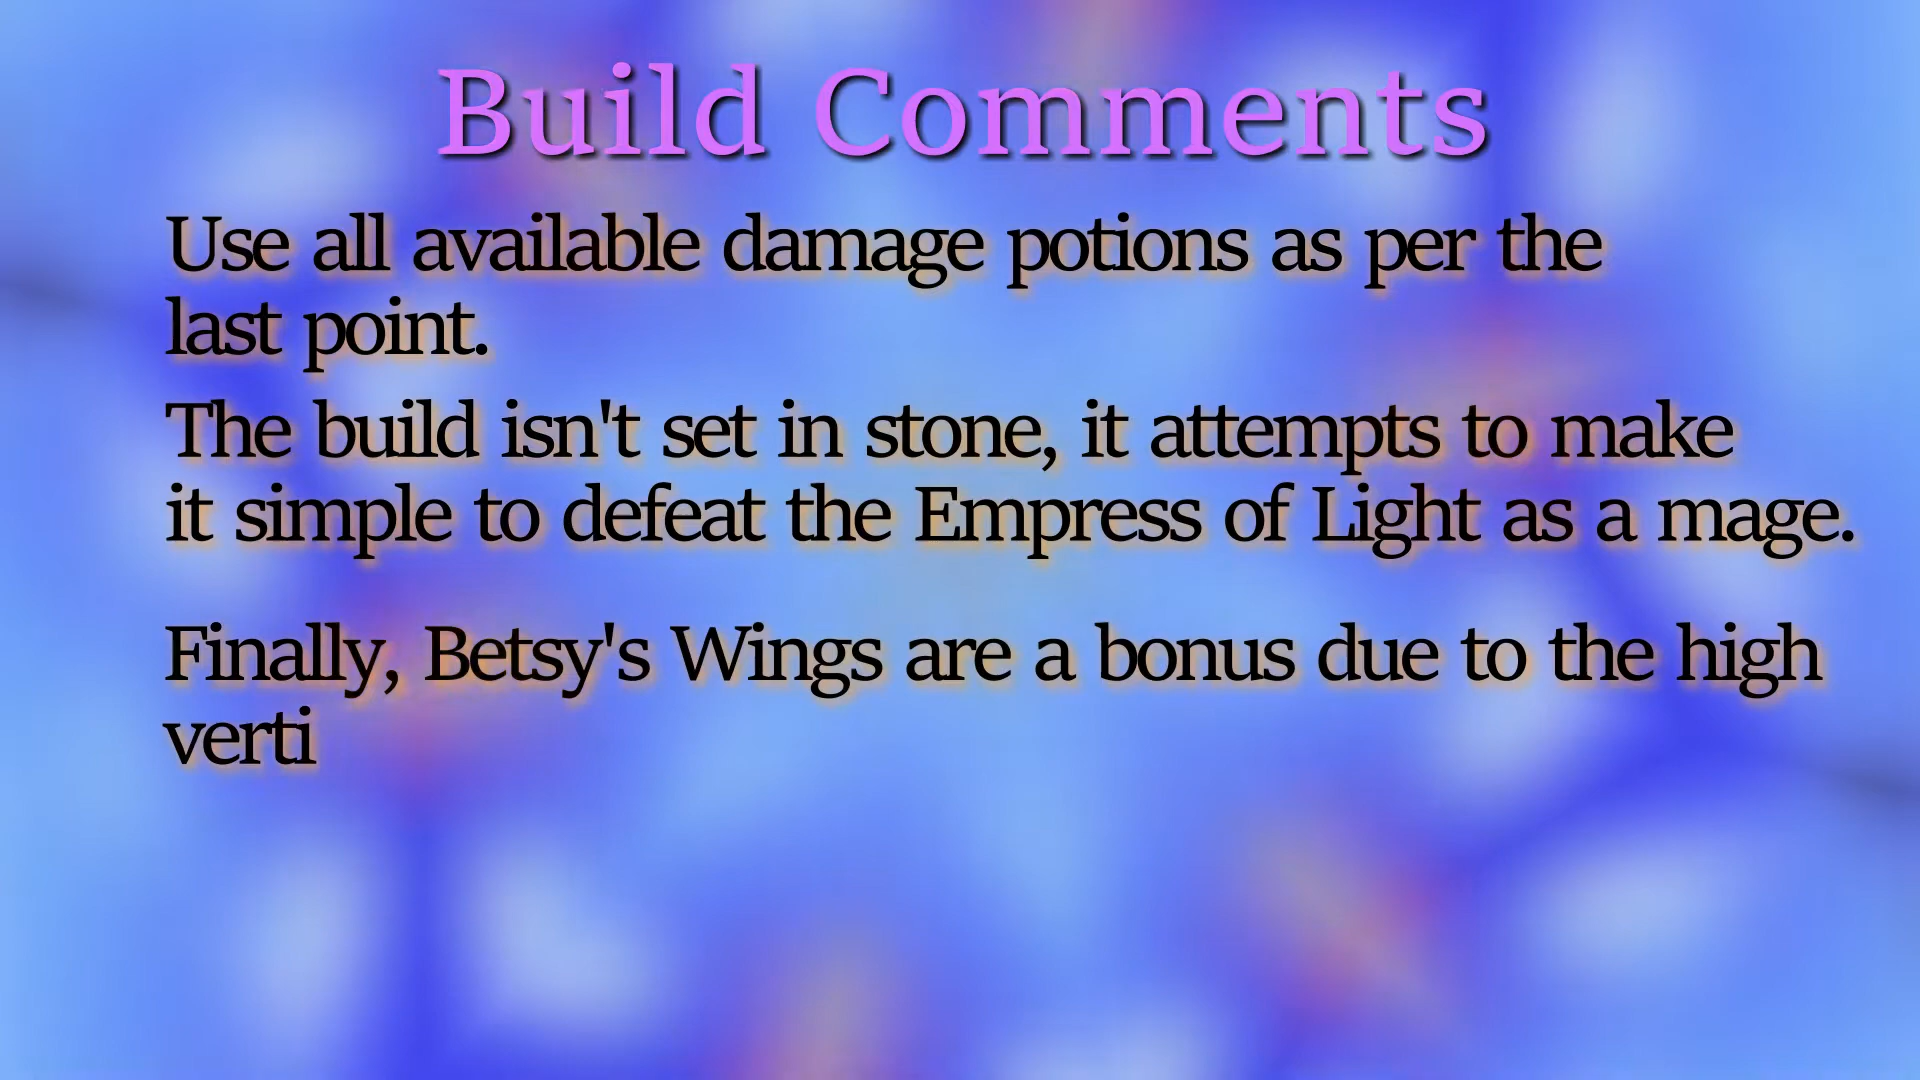 Build Comments
Use all available damage potions as per the
last point.
The build isn't set in stone, it attempts to make
it simple to defeat the Empress of Light as a mage.
Finally, Betsy's Wings are a bonus due to the high
verti